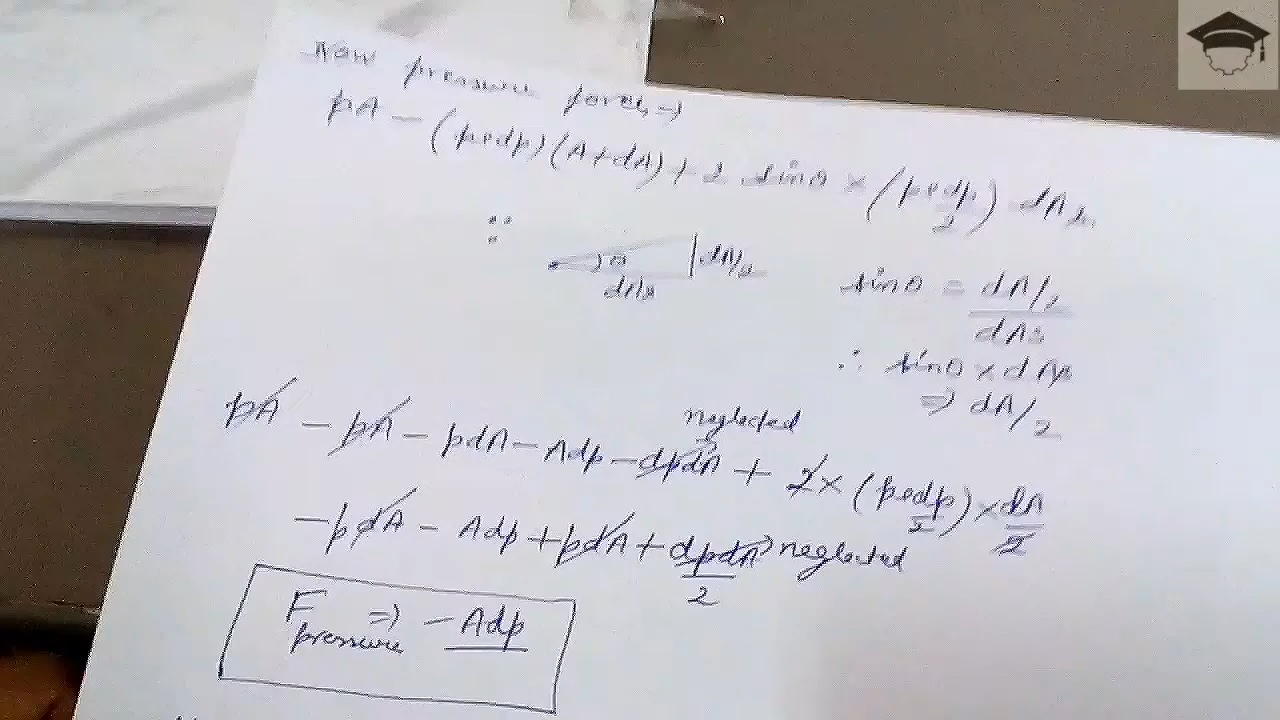 Now pressure force ⇒
pA − (p+dp)(A+dA) + 2 sinθ × (p+dp/2) dAs
∵
θ dA/2
dAs
sinθ = dA/2 / dAs
∴ sinθ × dAs
⇒ dA/2
neglected
pA − pA − pdA − Adp − dpdA + 2 × (p+dp/2) × dA/2
− pdA − Adp + pdA + dpdA/2 neglected
F pressure ⇒ − Adp